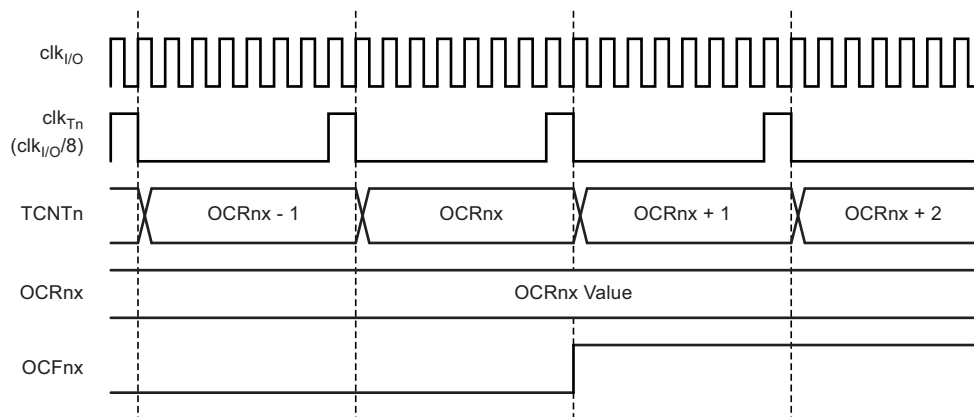 clkI/O
clkTn
(clkI/O/8)
TCNTn
OCRnx - 1
OCRnx
OCRnx + 1
OCRnx + 2
OCRnx
OCRnx Value
OCFnx